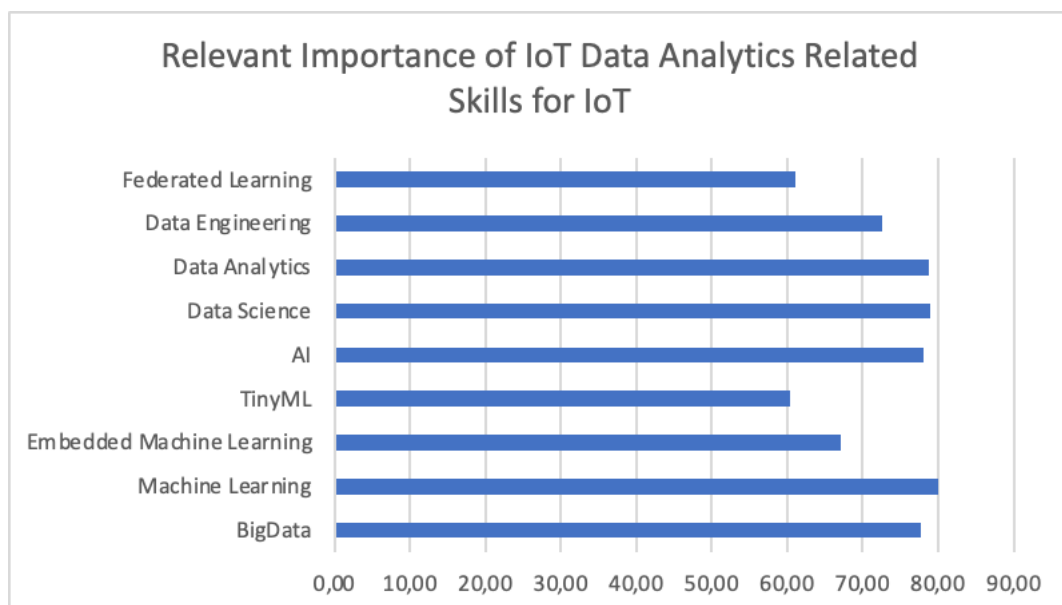 Relevant Importance of IoT Data Analytics Related
Skills for IoT
Federated Learning
Data Engineering
Data Analytics
Data Science
AI
TinyML
Embedded Machine Learning
Machine Learning
BigData
0,00 10,00 20,00 30,00 40,00 50,00 60,00 70,00 80,00 90,00